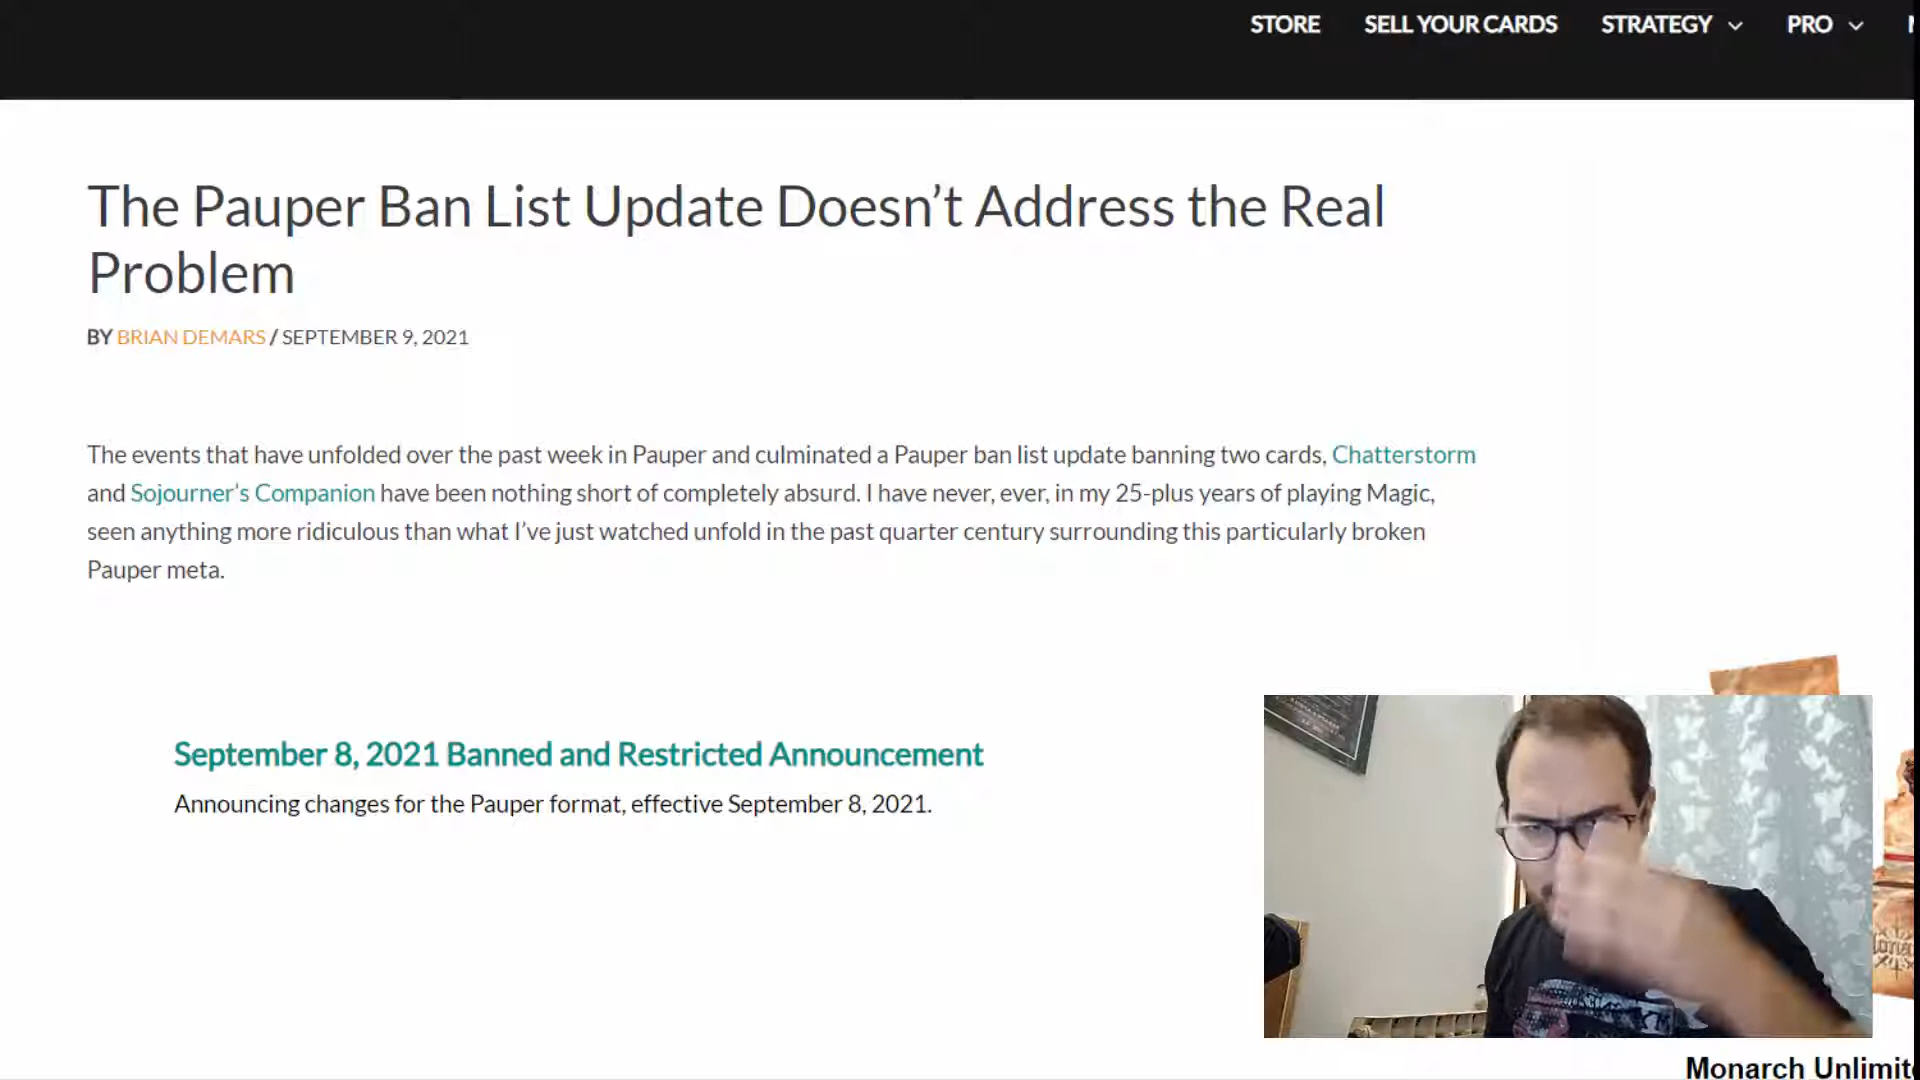 STORE SELL YOUR CARDS STRATEGY PRO
The Pauper Ban List Update Doesn’t Address the Real
Problem
BY BRIAN DEMARS / SEPTEMBER 9, 2021
The events that have unfolded over the past week in Pauper and culminated a Pauper ban list update banning two cards, Chatterstorm
and Sojourner’s Companion have been nothing short of completely absurd. I have never, ever, in my 25-plus years of playing Magic,
seen anything more ridiculous than what I’ve just watched unfold in the past quarter century surrounding this particularly broken
Pauper meta.
September 8, 2021 Banned and Restricted Announcement
Announcing changes for the Pauper format, effective September 8, 2021.
Monarch